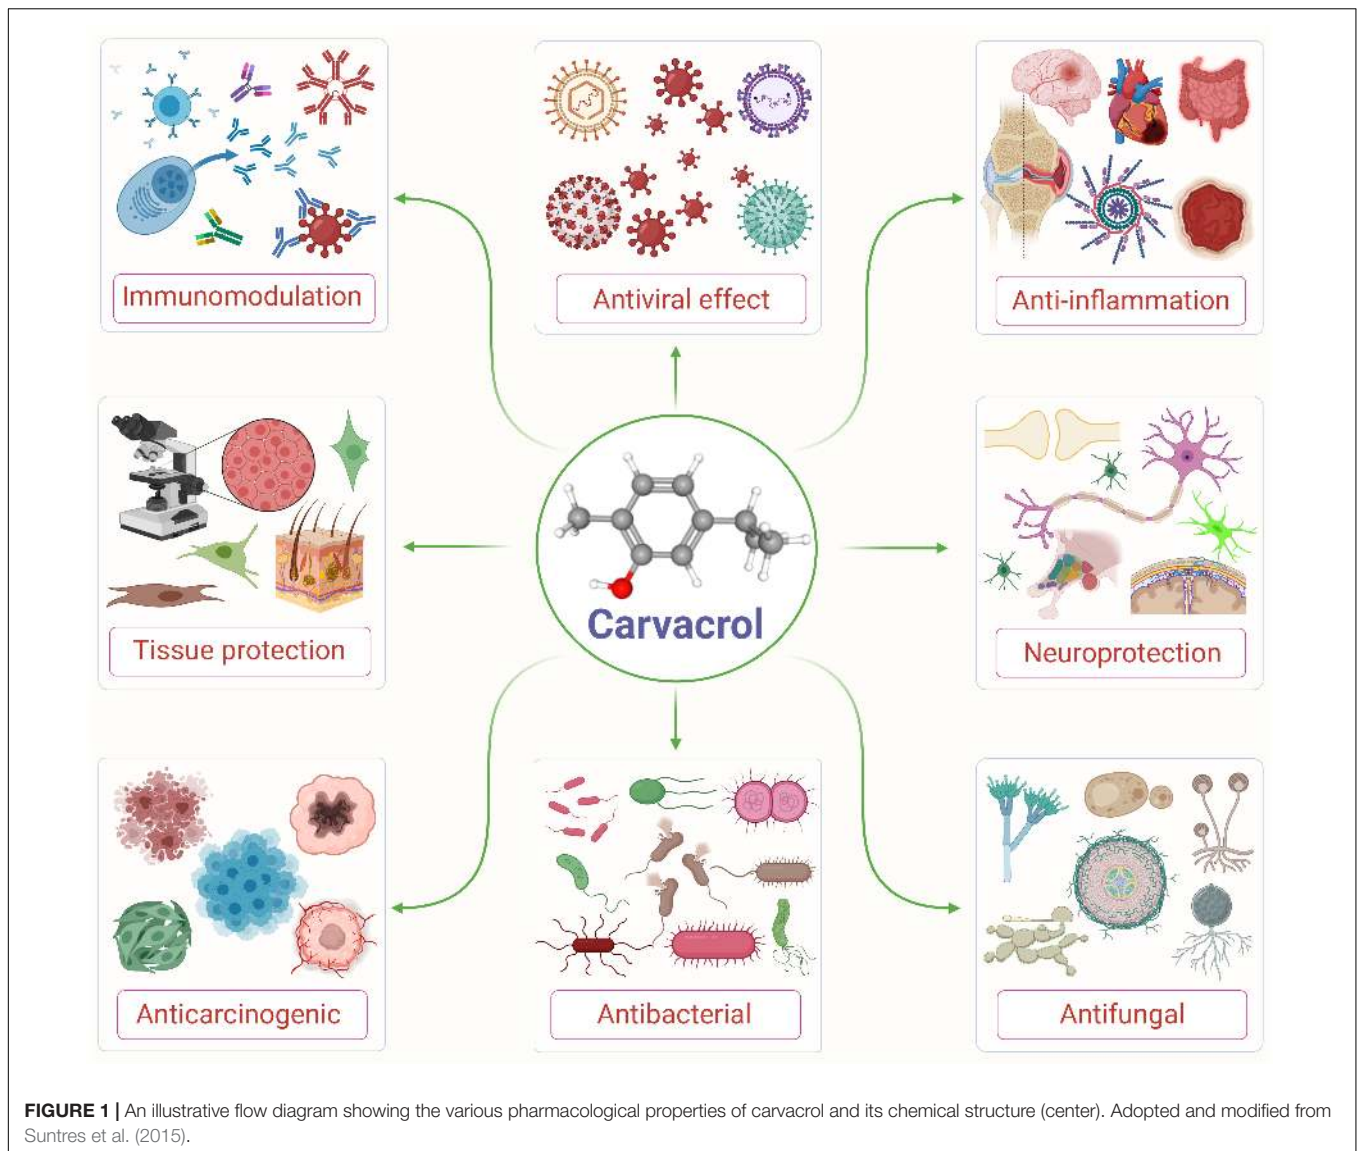 Immunomodulation
Antiviral effect
Anti-inflammation
Tissue protection
Carvacrol
Neuroprotection
Anticarcinogenic
Antibacterial
Antifungal
FIGURE 1 | An illustrative flow diagram showing the various pharmacological properties of carvacrol and its chemical structure (center). Adopted and modified from
Suntres et al. (2015).